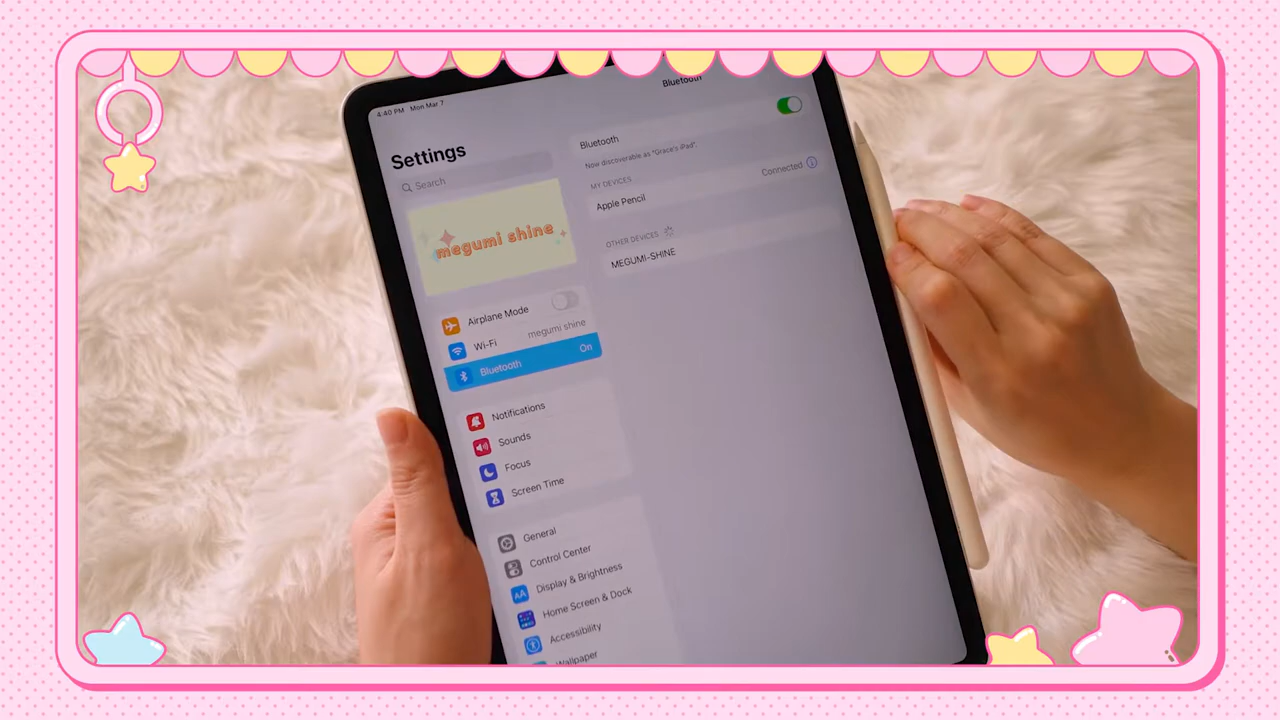 4:40 PM Mon Mar 7
Settings
Search
megumi shine
Airplane Mode
Wi-Fi megumi shine
Bluetooth On
Notifications
Sounds
Focus
Screen Time
General
Control Center
Display & Brightness
Home Screen & Dock
Accessibility
Wallpaper
Bluetooth
Bluetooth
Now discoverable as "Grace's iPad".
MY DEVICES
Apple Pencil Connected
OTHER DEVICES
MEGUMI-SHINE